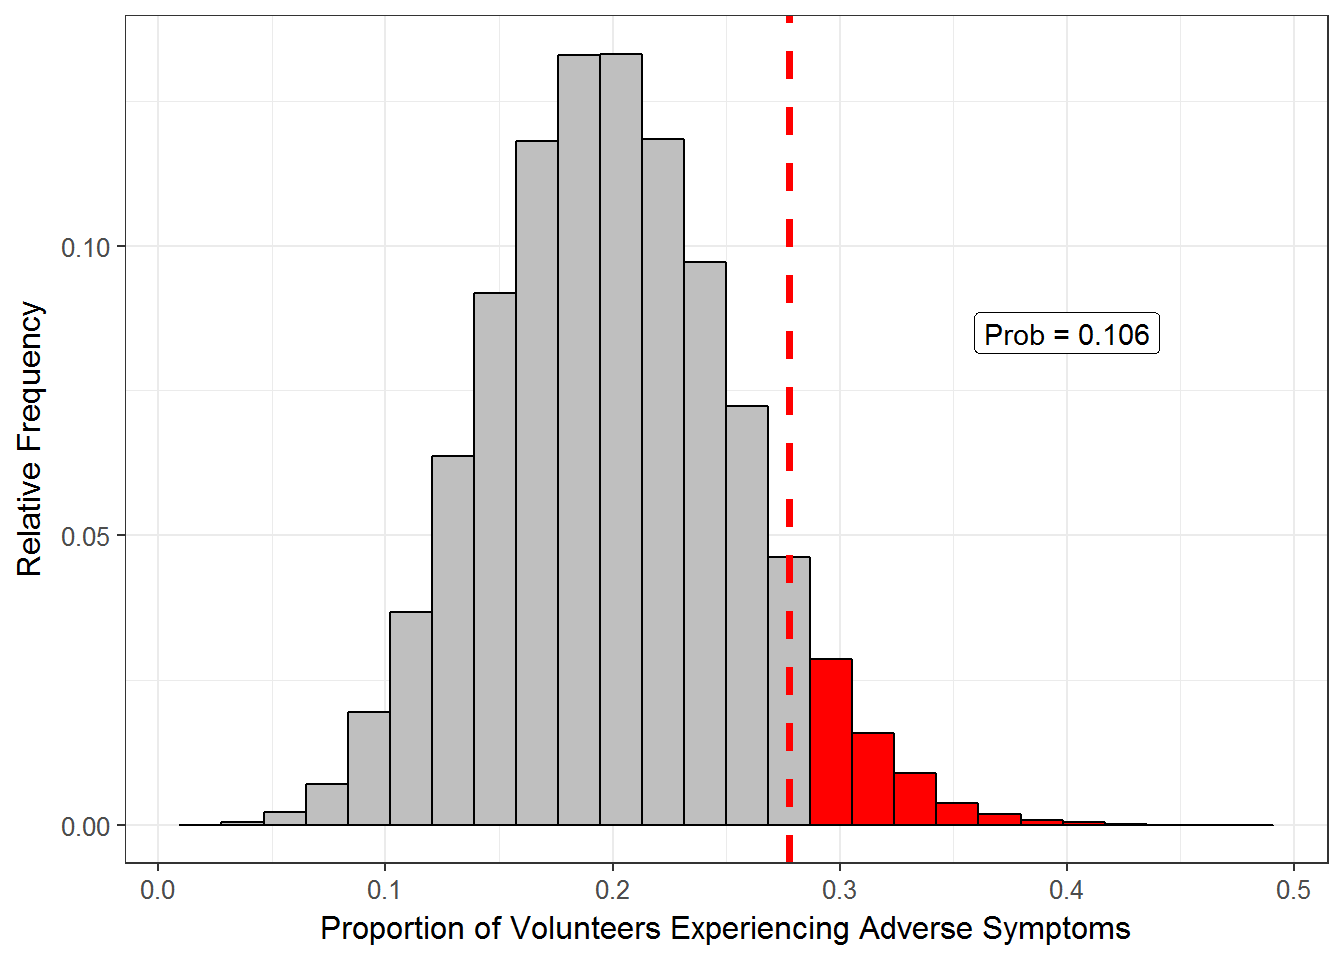 0.10
0.05
0.00
Relative Frequency
Prob = 0.106
0.0 0.1 0.2 0.3 0.4 0.5
Proportion of Volunteers Experiencing Adverse Symptoms